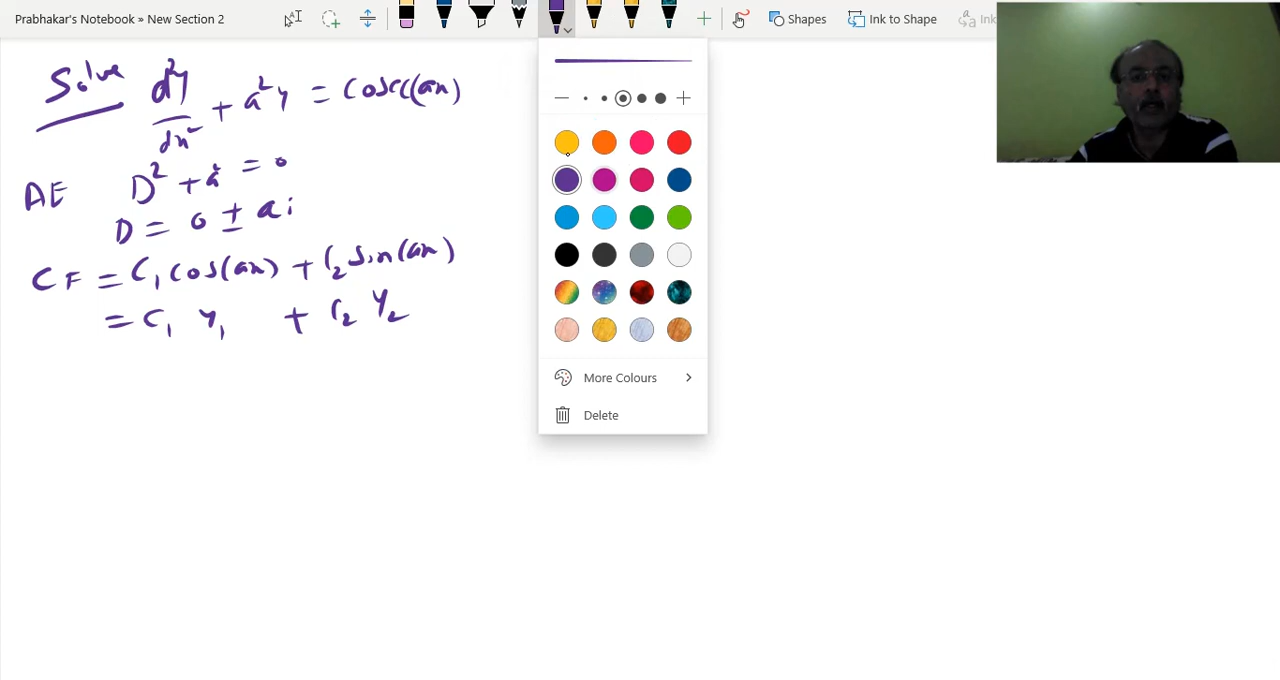 Prabhakar's Notebook » New Section 2
Shapes
Ink to Shape
Ink
Solve d²y/dx² + a²y = cosec(ax)
AE D² + a² = 0
D = 0 ± ai
CF = C₁ cos(ax) + C₂ sin(ax)
= C₁ y₁ + C₂ y₂
More Colours
Delete